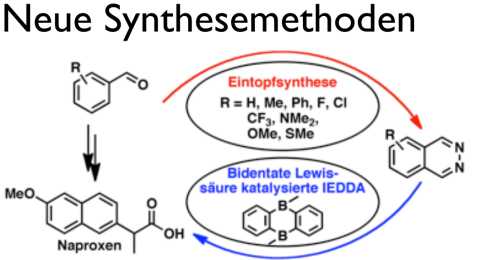 Neue Synthesemethoden
R
O
Eintopfsynthese
R = H, Me, Ph, F, Cl
CF3, NMe2,
OMe, SMe
R
N
N
Bidentate Lewis-
säure katalysierte IEDDA
B
B
MeO
O
OH
Naproxen